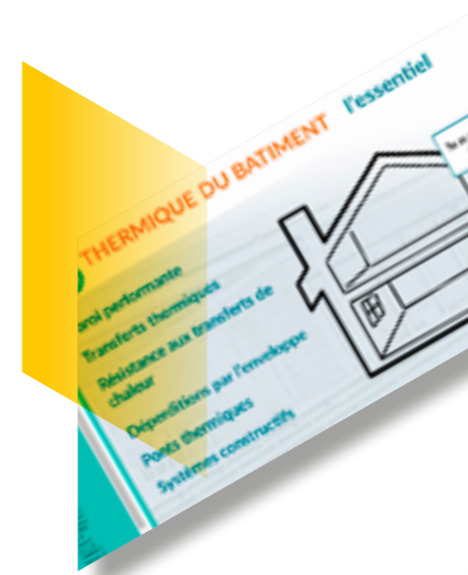 THERMIQUE DU BATIMENT l'essentiel
aroi performante
Transferts thermiques
Résistance aux transferts de
chaleur
Déperditions par l'enveloppe
Ponts thermiques
Systèmes constructifs